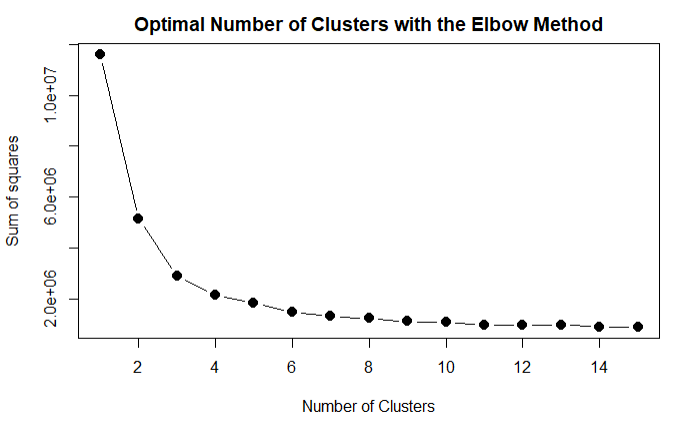 Optimal Number of Clusters with the Elbow Method
Sum of squares
1.0e+07
6.0e+06
2.0e+06
2 4 6 8 10 12 14
Number of Clusters